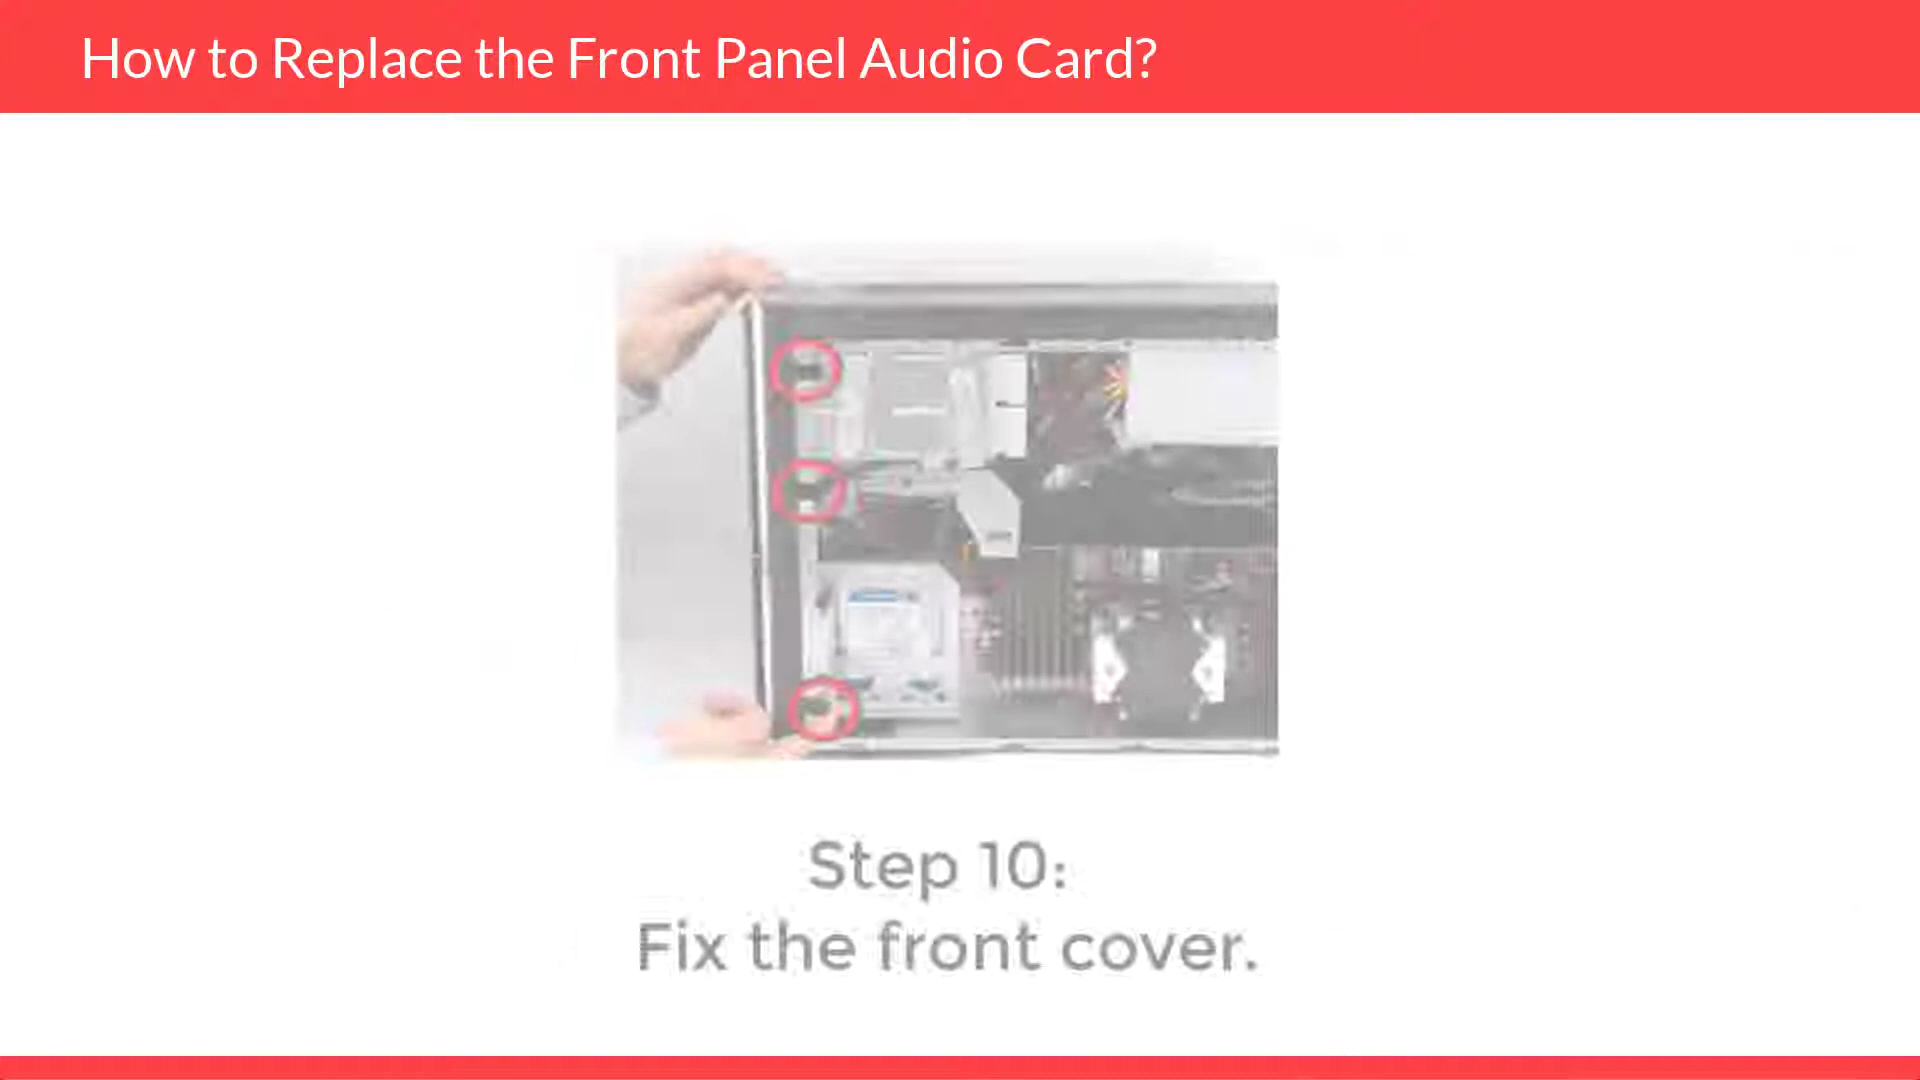 How to Replace the Front Panel Audio Card?
Step 10:
Fix the front cover.